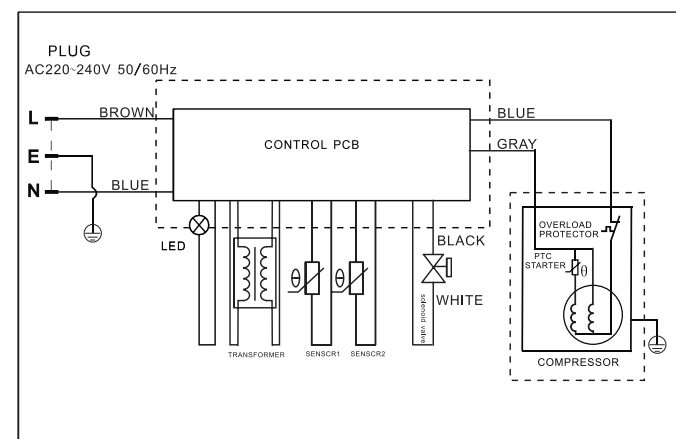 PLUG
AC220~240V 50/60Hz
L
BROWN
E
N
BLUE
CONTROL PCB
BLUE
GRAY
LED
BLACK
WHITE
solenoid valve
θ
θ
TRANSFORMER
SENSCR1
SENSCR2
OVERLOAD
PROTECTOR
PTC
STARTER
θ
COMPRESSOR